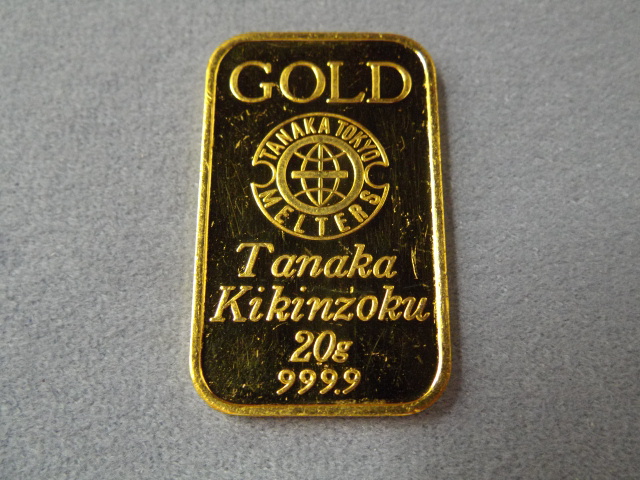 GOLD
TANAKA TOKYO
MELTERS
Tanaka
Kikinzoku
20g
999.9